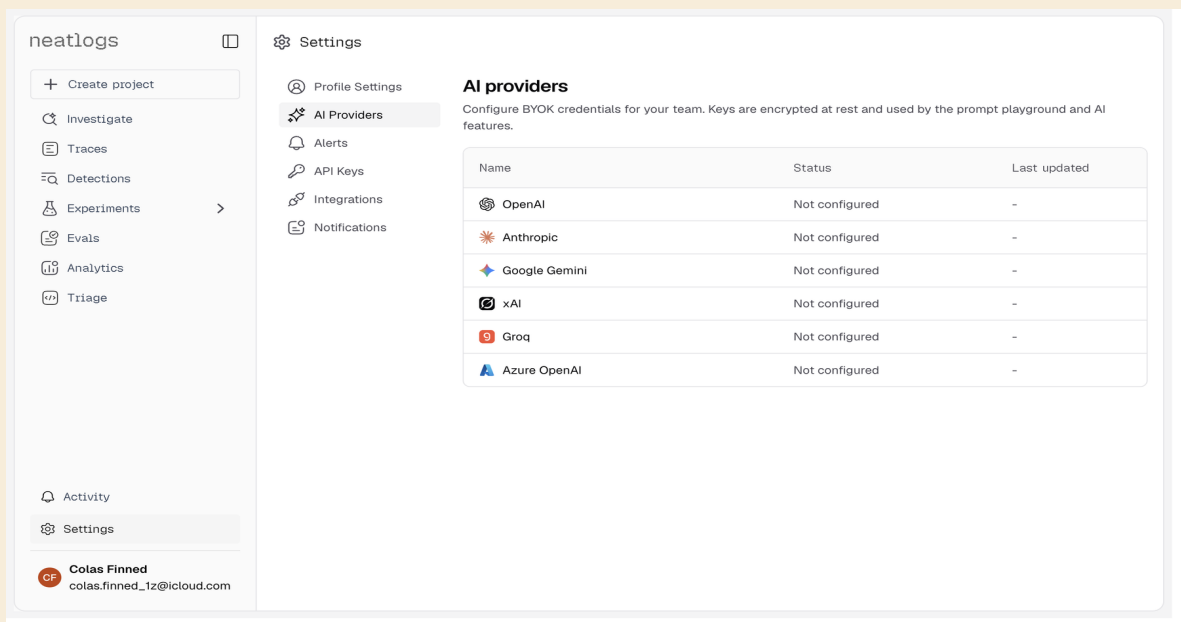 neatlogs
Create project
Investigate
Traces
Detections
Experiments
Evals
Analytics
Triage
Activity
Settings
CF
Colas Finned
colas.finned_1z@icloud.com
Settings
Profile Settings
AI Providers
Alerts
API Keys
Integrations
Notifications
AI providers
Configure BYOK credentials for your team. Keys are encrypted at rest and used by the prompt playground and AI
features.
Name Status Last updated
OpenAI Not configured -
Anthropic Not configured -
Google Gemini Not configured -
xAI Not configured -
Groq Not configured -
Azure OpenAI Not configured -